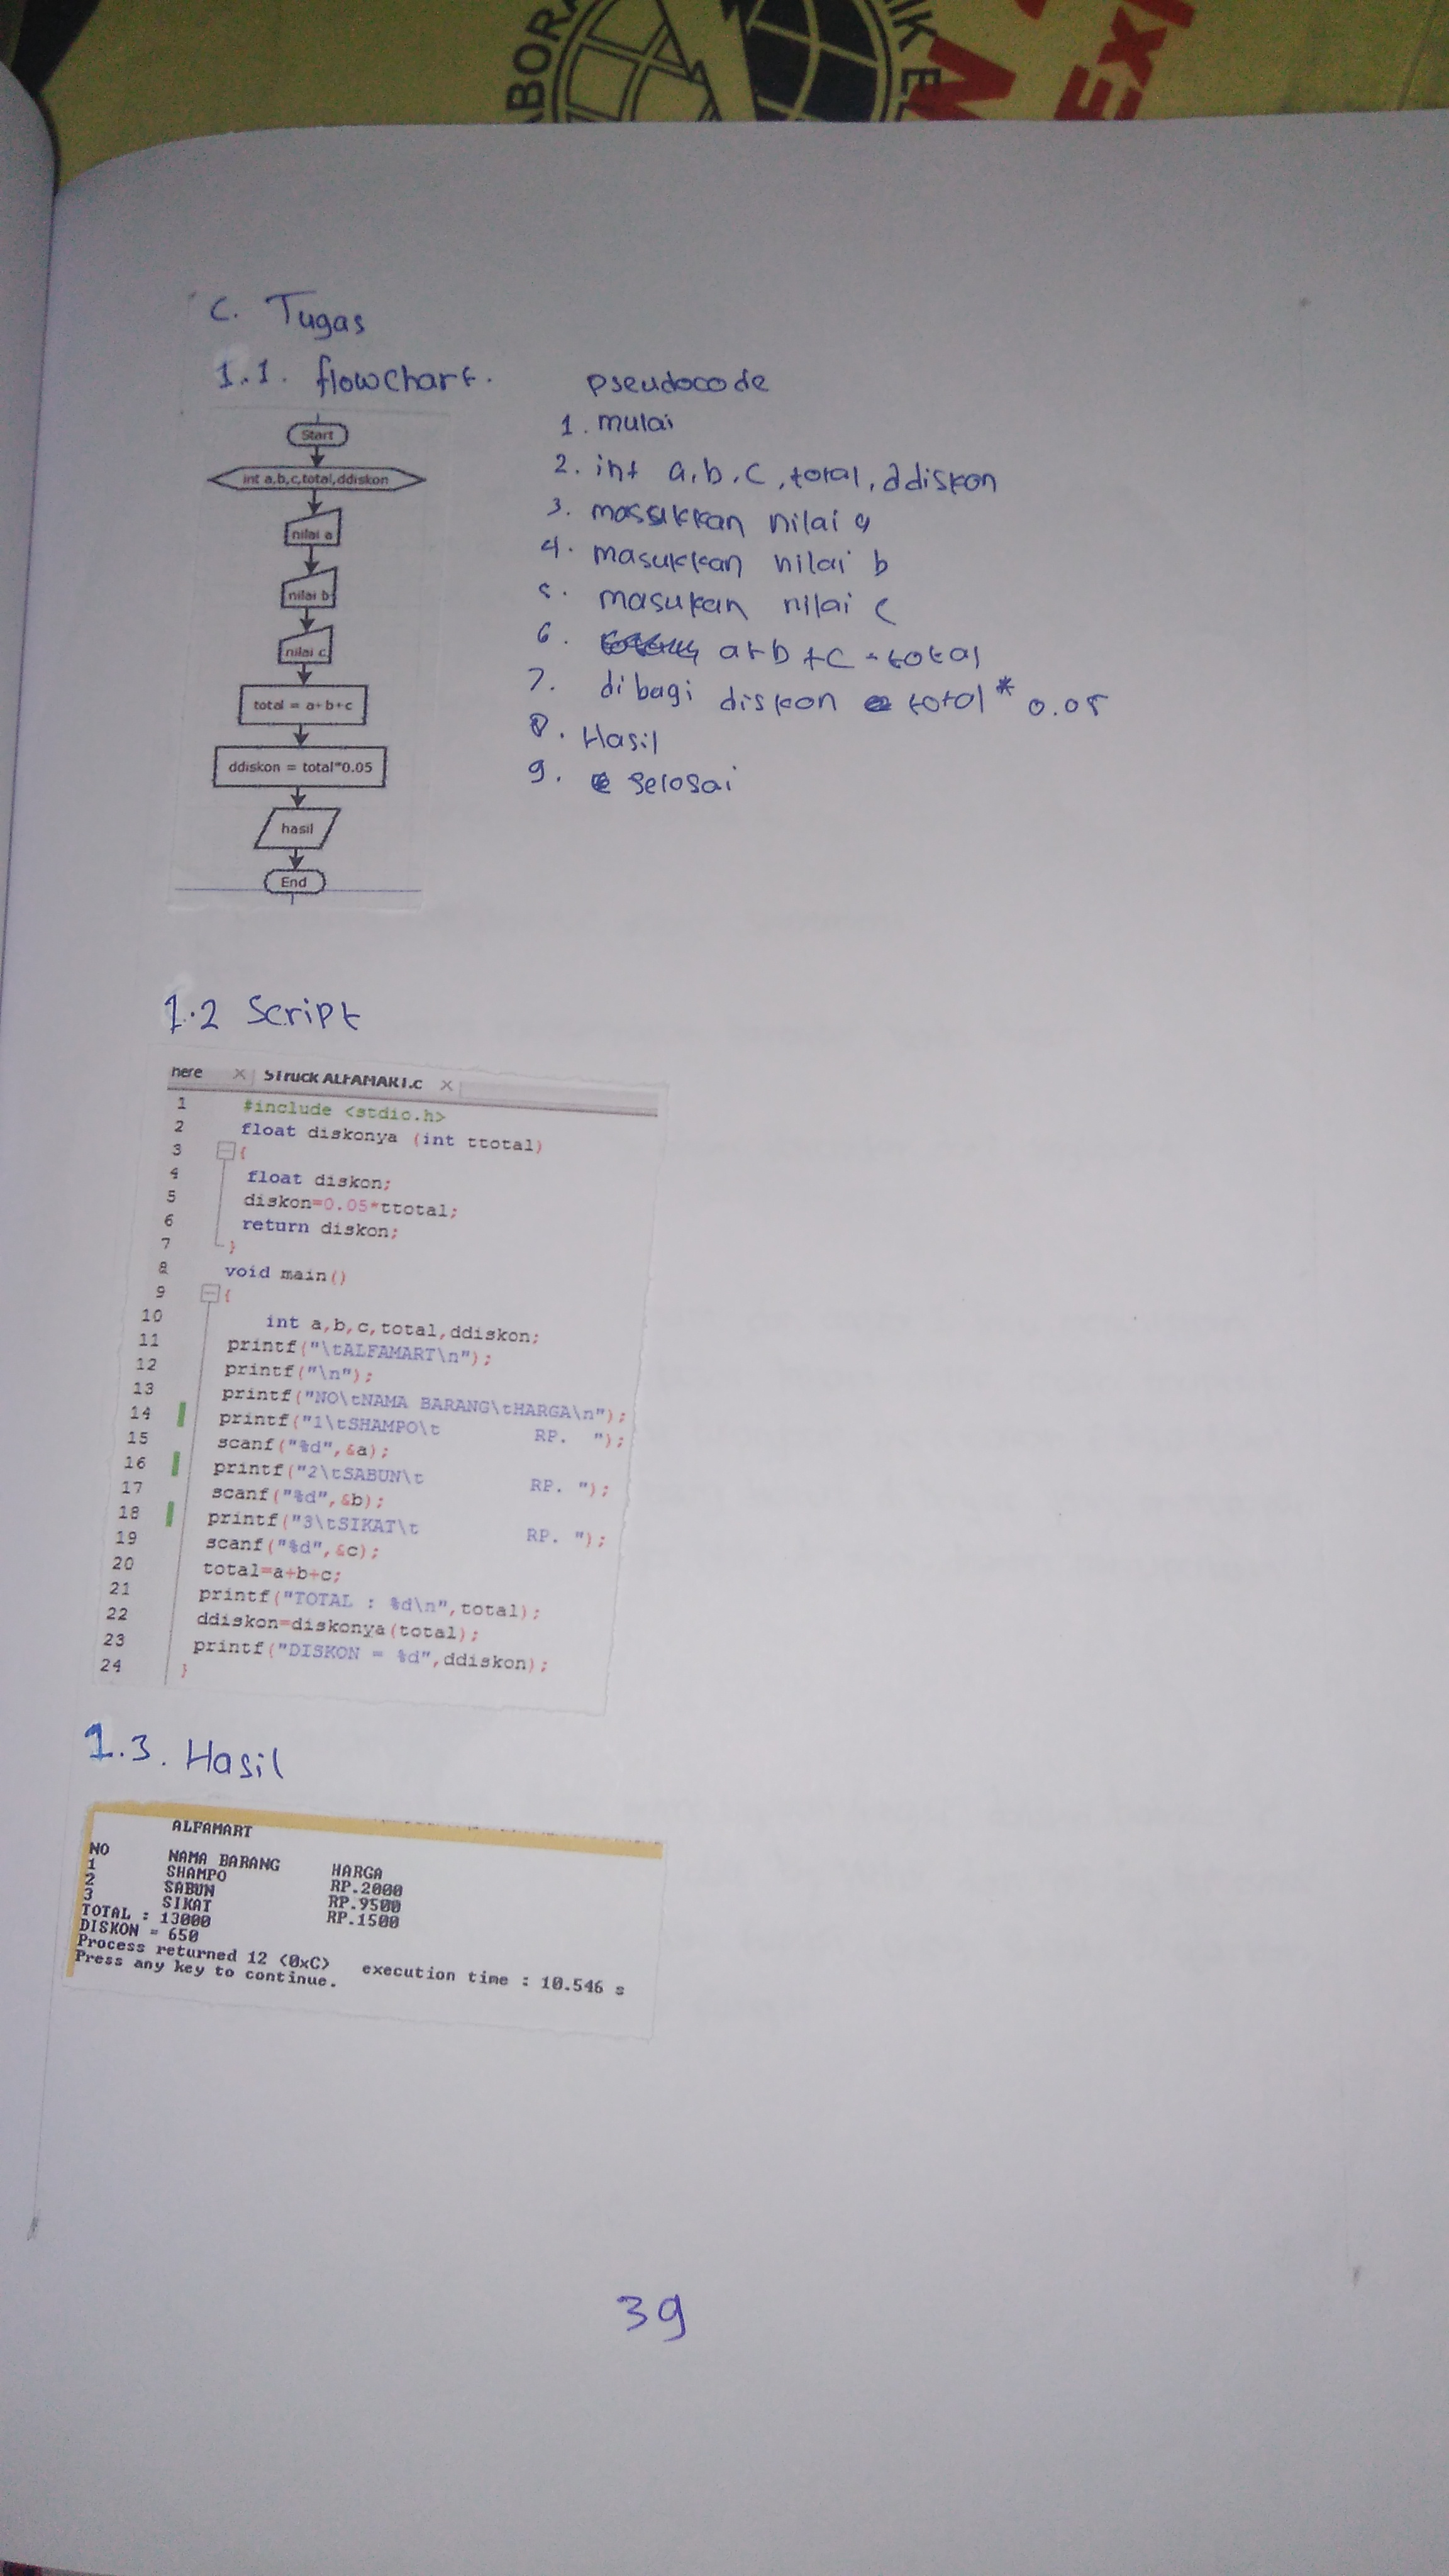 ABORA
IK E
N
Exp
C. Tugas
1.1. flowchart.
Start
int a,b,c,total,ddiskon
nilai a
nilai b
nilai c
total = a+b+c
ddiskon = total*0.05
hasil
End
pseudocode
1. mulai
2. int a,b,c,total,ddiskon
3. massukkan nilai a
4. masukkan nilai b
5. masukan nilai c
6. a+b+c = total
7. dibagi diskon total * 0.05
8. Hasil
9. selosai
1.2 Script
here X STruck ALFAMART.c X
1 #include <stdio.h>
2 float diskonya (int ttotal)
3 {
4 float diskon;
5 diskon=0.05*ttotal;
6 return diskon;
7 }
8 void main()
9 {
10 int a,b,c,total,ddiskon;
11 printf("\tALFAMART\n");
12 printf("\n");
13 printf("NO\tNAMA BARANG\tHARGA\n");
14 printf("1\tSHAMPO\t RP. ");
15 scanf("%d",&a);
16 printf("2\tSABUN\t RP. ");
17 scanf("%d",&b);
18 printf("3\tSIKAT\t RP. ");
19 scanf("%d",&c);
20 total=a+b+c;
21 printf("TOTAL : %d\n",total);
22 ddiskon=diskonya(total);
23 printf("DISKON = %d",ddiskon);
24 }
1.3. Hasil
ALFAMART
NO NAMA BARANG HARGA
1 SHAMPO RP.2000
2 SABUN RP.9500
3 SIKAT RP.1500
TOTAL : 13000
DISKON = 650
Process returned 12 (0xC) execution time : 10.546 s
Press any key to continue.
39